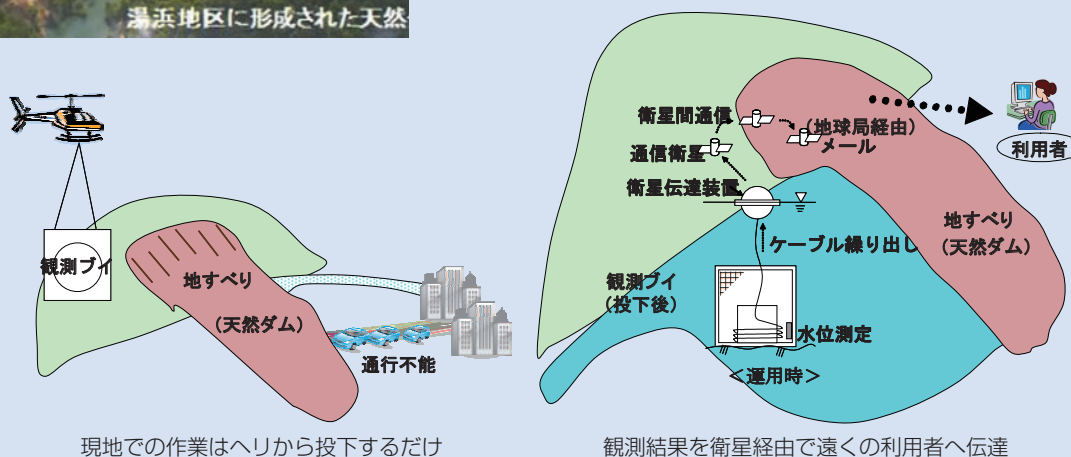 湯浜地区に形成された天然
観測ブイ
地すべり
(天然ダム)
通行不能
現地での作業はヘリから投下するだけ
衛星間通信
(地球局経由)
メール
通信衛星
衛星伝達装置
利用者
地すべり
(天然ダム)
ケーブル繰り出し
観測ブイ
(投下後)
水位測定
<運用時>
観測結果を衛星経由で遠くの利用者へ伝達